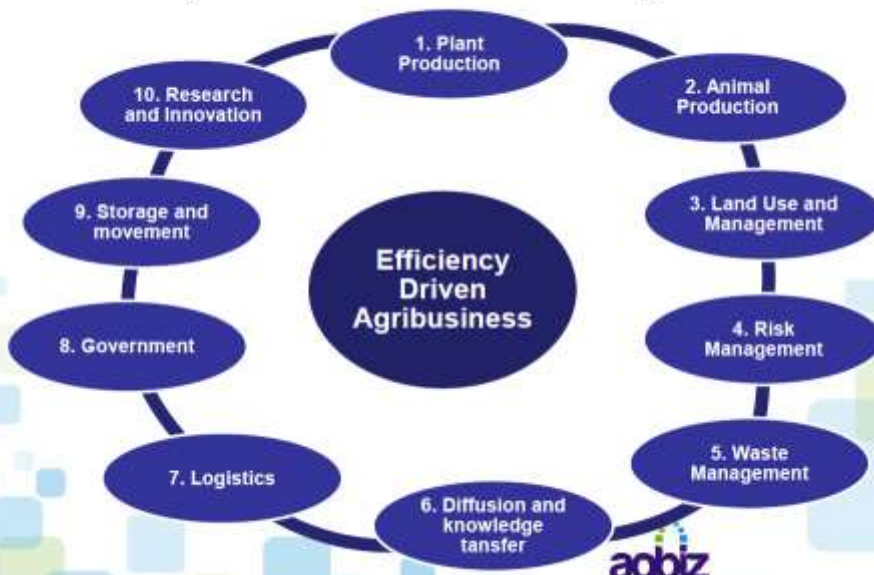 1. Plant
Production
2. Animal
Production
3. Land Use and
Management
4. Risk
Management
5. Waste
Management
6. Diffusion and
knowledge
tansfer
7. Logistics
8. Government
9. Storage and
movement
10. Research
and Innovation
Efficiency
Driven
Agribusiness